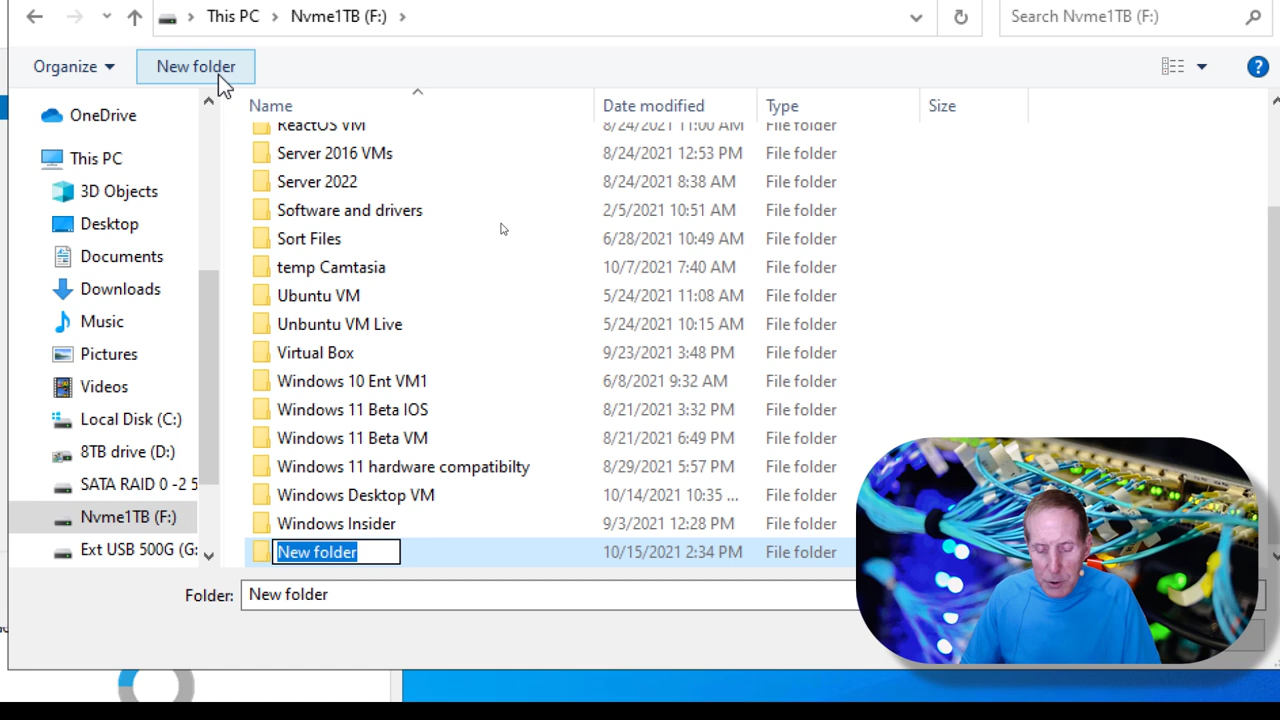 This PC > Nvme1TB (F:) >
Search Nvme1TB (F:)
Organize
New folder
?
OneDrive
This PC
3D Objects
Desktop
Documents
Downloads
Music
Pictures
Videos
Local Disk (C:)
8TB drive (D:)
SATA RAID 0 -2 5
Nvme1TB (F:)
Ext USB 500G (G:
Name Date modified Type Size
ReactOS VM 8/24/2021 11:00 AM File folder
Server 2016 VMs 8/24/2021 12:53 PM File folder
Server 2022 8/24/2021 8:38 AM File folder
Software and drivers 2/5/2021 10:51 AM File folder
Sort Files 6/28/2021 10:49 AM File folder
temp Camtasia 10/7/2021 7:40 AM File folder
Ubuntu VM 5/24/2021 11:08 AM File folder
Unbuntu VM Live 5/24/2021 10:15 AM File folder
Virtual Box 9/23/2021 3:48 PM File folder
Windows 10 Ent VM1 6/8/2021 9:32 AM File folder
Windows 11 Beta IOS 8/21/2021 3:32 PM File folder
Windows 11 Beta VM 8/21/2021 6:49 PM File folder
Windows 11 hardware compatibilty 8/29/2021 5:57 PM File folder
Windows Desktop VM 10/14/2021 10:35 ... File folder
Windows Insider 9/3/2021 12:28 PM File folder
New folder 10/15/2021 2:34 PM File folder
Folder: New folder